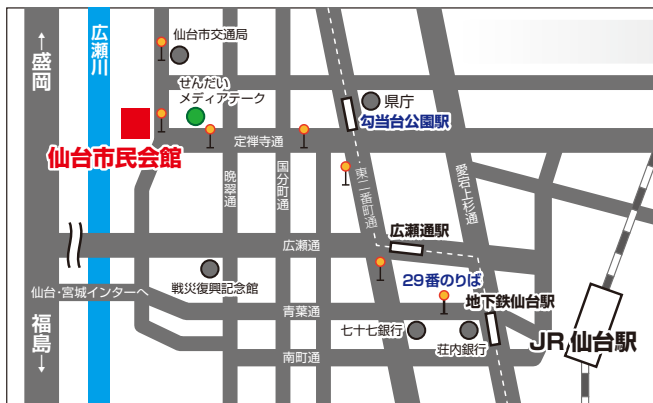 仙台市交通局
せんだい
メディアテーク
県庁
勾当台公園駅
↑盛岡
広瀬川
仙台市民会館
定禅寺通
晩翠通
国分町通
東二番町通
愛宕上杉通
広瀬通駅
広瀬通
戦災復興記念館
29番のりば
仙台・宮城インターへ
地下鉄仙台駅
青葉通
七十七銀行
荘内銀行
JR 仙台駅
南町通
福島↓